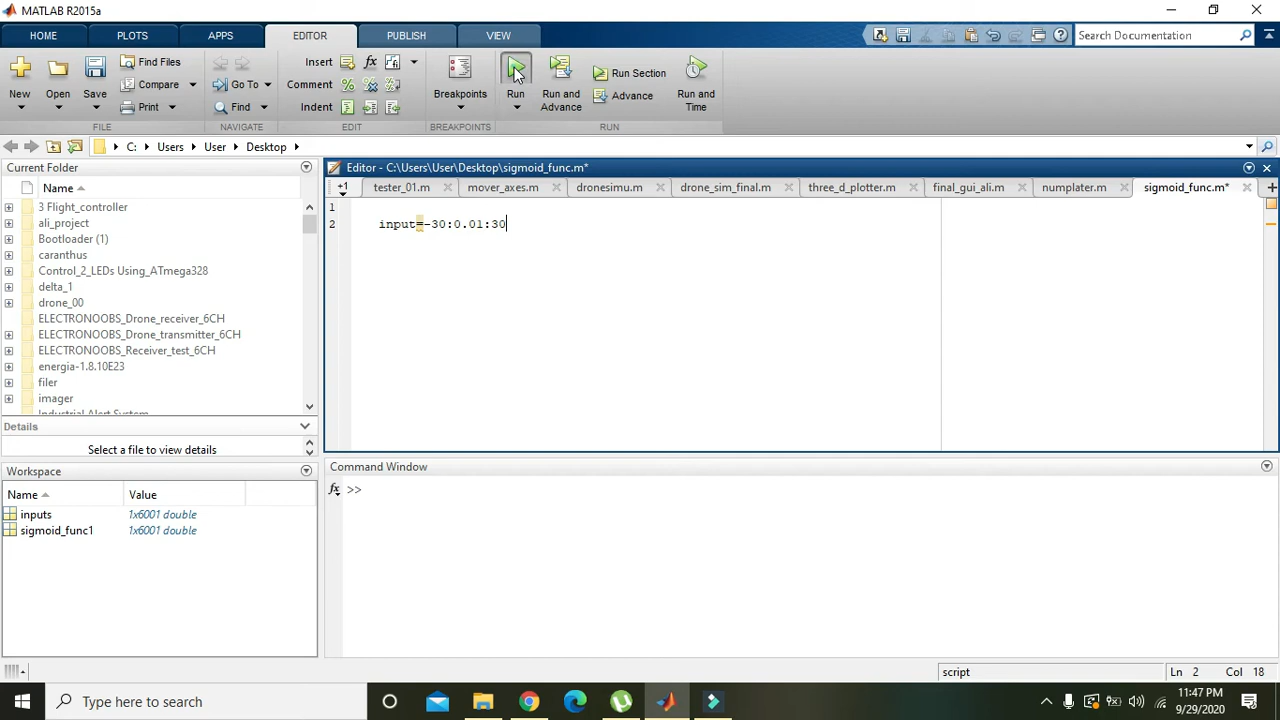 MATLAB R2015a
HOME PLOTS APPS EDITOR PUBLISH VIEW Search Documentation
New Open Save Find Files Compare Print Go To Find Insert fx Comment Indent Breakpoints Run Run and Advance Run Section Advance Run and Time
FILE NAVIGATE EDIT BREAKPOINTS RUN
C: Users User Desktop
Current Folder
Name
3 Flight_controller
ali_project
Bootloader (1)
caranthus
Control_2_LEDs Using_ATmega328
delta_1
drone_00
ELECTRONOOBS_Drone_receiver_6CH
ELECTRONOOBS_Drone_transmitter_6CH
ELECTRONOOBS_Receiver_test_6CH
energia-1.8.10E23
filer
imager
Industrial Alert System
Details
Select a file to view details
Workspace
Name Value
inputs 1x6001 double
sigmoid_func1 1x6001 double
Editor - C:\Users\User\Desktop\sigmoid_func.m*
+1 tester_01.m mover_axes.m dronesimu.m drone_sim_final.m three_d_plotter.m final_gui_ali.m numplater.m sigmoid_func.m*
1
2 input=-30:0.01:30
Command Window
fx >>
script Ln 2 Col 18
Type here to search
11:47 PM
9/29/2020